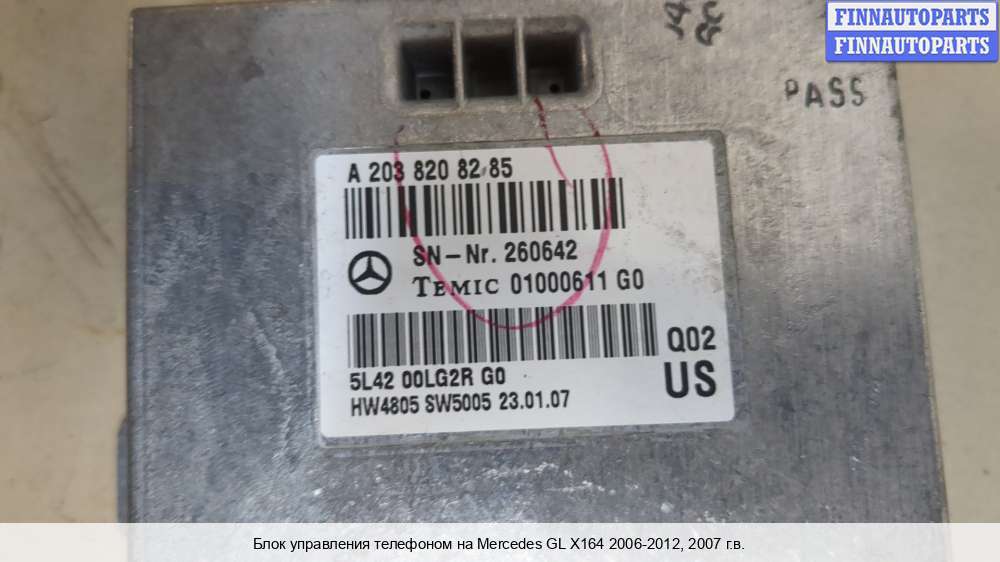 FINNAUTOPARTS
FINNAUTOPARTS
PASS
A 203 820 82 85
SN-Nr. 260642
TEMIC 01000611 G0
Q02
5L42 00LG2R G0
US
HW4805 SW5005 23.01.07
Блок управления телефоном на Mercedes GL X164 2006-2012, 2007 г.в.